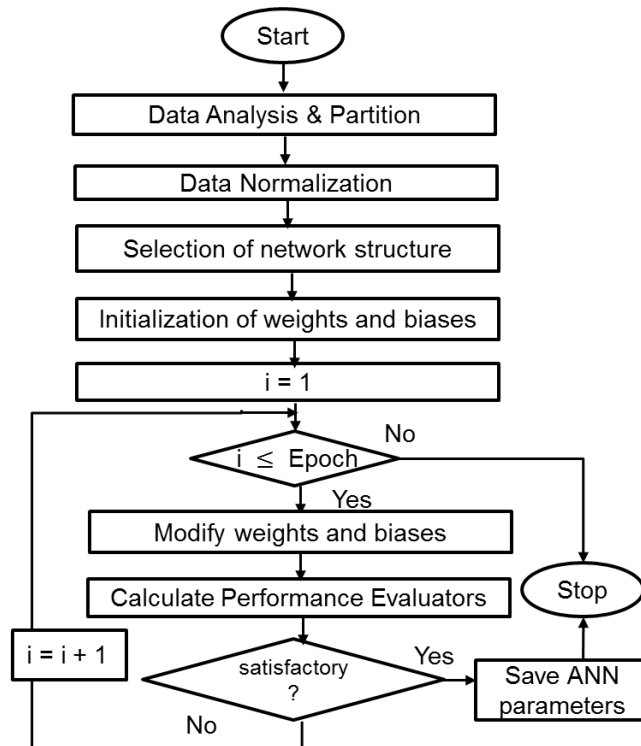 Start
Data Analysis & Partition
Data Normalization
Selection of network structure
Initialization of weights and biases
i = 1
No
i ≤ Epoch
Yes
Modify weights and biases
Stop
Calculate Performance Evaluators
i = i + 1
satisfactory
?
Yes
Save ANN
parameters
No